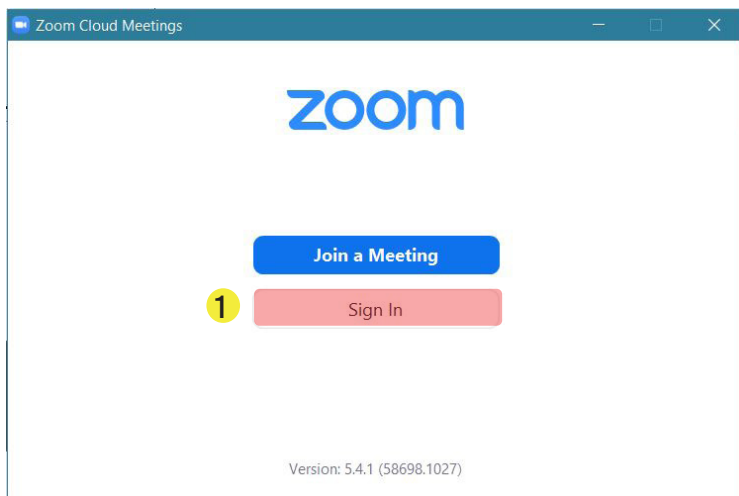 Zoom Cloud Meetings
zoom
Join a Meeting
1 Sign In
Version: 5.4.1 (58698.1027)